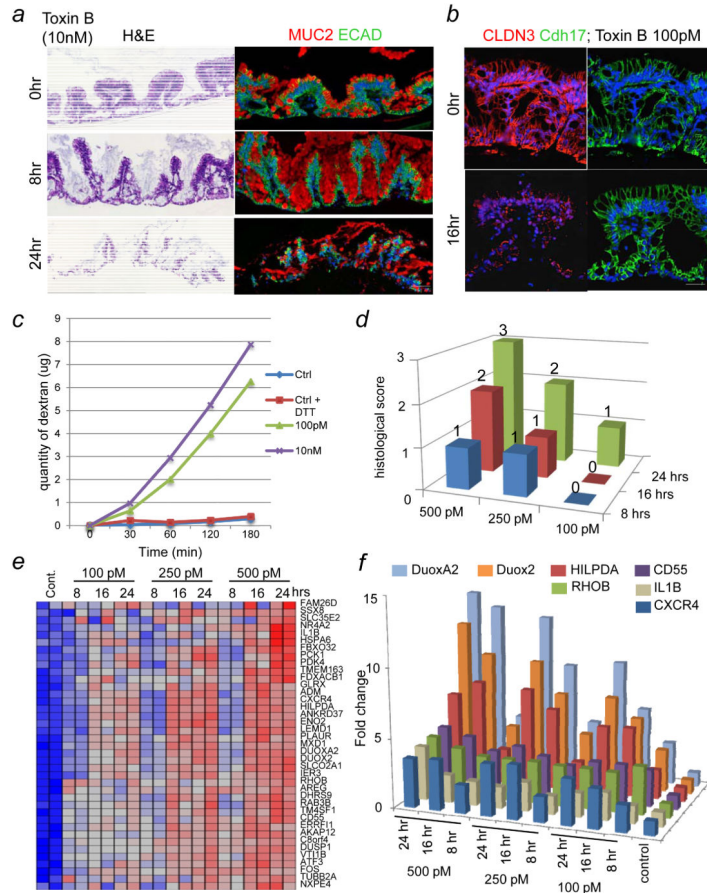 a
Toxin B
(10nM)
H&E
MUC2 ECAD
0hr
8hr
24hr
b
CLDN3 Cdh17; Toxin B 100pM
0hr
16hr
c
quantity of dextran (ug)
9
8
7
6
5
4
3
2
1
0
0 30 60 120 180
Time (min)
Ctrl
Ctrl +
DTT
100pM
10nM
d
histological score
3
2
1
0
3
2
2
1
1
1
1
0
0
500 pM
250 pM
100 pM
24 hrs
16 hrs
8 hrs
e
Cont.
100 pM 250 pM 500 pM
8 16 24 8 16 24 8 16 24 hrs
FAM26D
SSX8
SLC35E2
NR4A2
IL1B
HSPA6
FBXO32
PCK1
PDK4
TMEM163
FDXACB1
GLRX
ADM
CXCR4
HILPDA
ANKRD37
ENO2
LEMD1
PLAUR
MXD1
DUOXA2
DUOX2
SLCO2A1
IER3
RHOB
AREG
DHRS9
RAB3B
TM4SF1
CD55
ERRFI1
AKAP12
C8orf4
DUSP1
VTI1B
ATF3
FOS
TUBB2A
NXPE4
f
DuoxA2
Duox2
HILPDA
CD55
RHOB
IL1B
CXCR4
Fold change
15
10
5
0
24 hr
16 hr
8 hr
24 hr
16 hr
8 hr
24 hr
16 hr
8 hr
control
500 pM
250 pM
100 pM